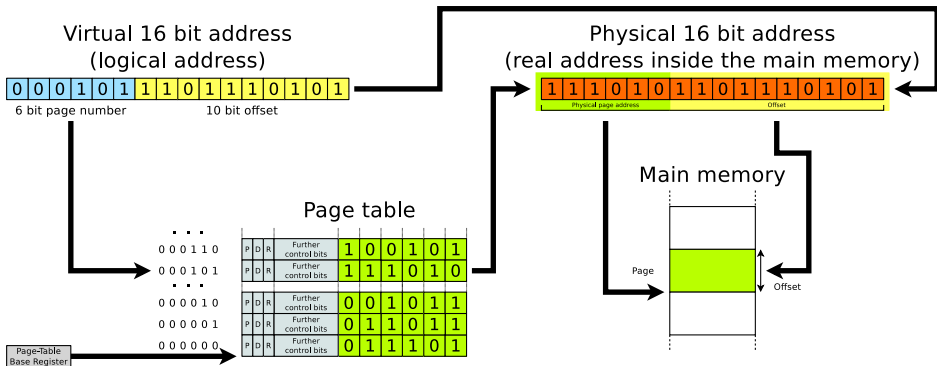 Virtual 16 bit address
(logical address)
0 0 0 1 0 1 1 1 0 1 1 1 0 1 0 1
6 bit page number
10 bit offset
Physical 16 bit address
(real address inside the main memory)
1 1 1 0 1 0 1 1 0 1 1 1 0 1 0 1
Physical page address
Offset
Page table
. . .
0 0 0 1 1 0
P D R Further control bits 1 0 0 1 0 1
0 0 0 1 0 1
P D R Further control bits 1 1 1 0 1 0
. . .
0 0 0 0 1 0
P D R Further control bits 0 0 1 0 1 1
0 0 0 0 0 1
P D R Further control bits 0 1 1 0 1 1
0 0 0 0 0 0
P D R Further control bits 0 1 1 1 0 1
Page-Table
Base Register
Main memory
Page
Offset